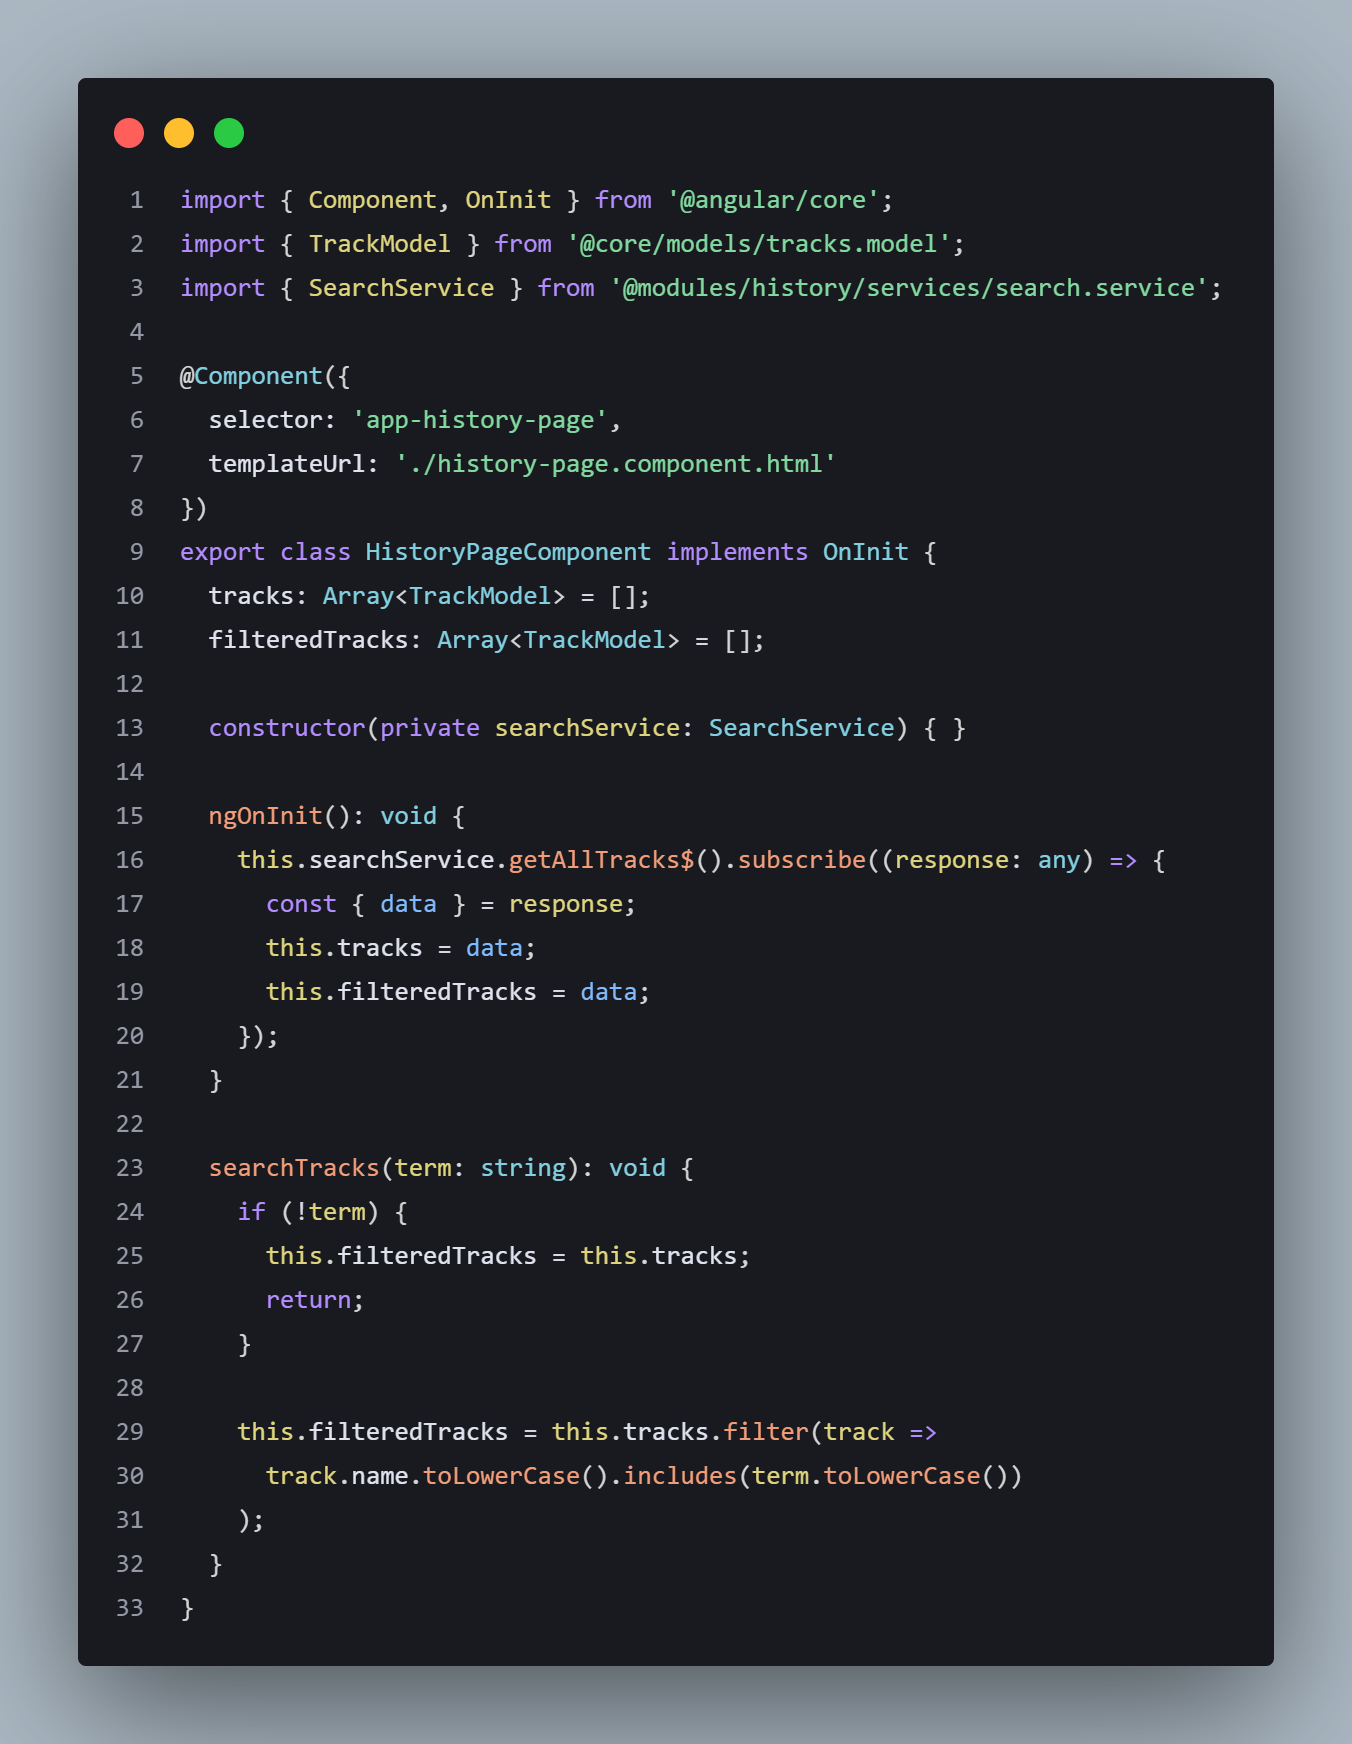 1 import { Component, OnInit } from '@angular/core';
2 import { TrackModel } from '@core/models/tracks.model';
3 import { SearchService } from '@modules/history/services/search.service';
4
5 @Component({
6   selector: 'app-history-page',
7   templateUrl: './history-page.component.html'
8 })
9 export class HistoryPageComponent implements OnInit {
10   tracks: Array<TrackModel> = [];
11   filteredTracks: Array<TrackModel> = [];
12
13   constructor(private searchService: SearchService) { }
14
15   ngOnInit(): void {
16     this.searchService.getAllTracks$().subscribe((response: any) => {
17       const { data } = response;
18       this.tracks = data;
19       this.filteredTracks = data;
20     });
21   }
22
23   searchTracks(term: string): void {
24     if (!term) {
25       this.filteredTracks = this.tracks;
26       return;
27     }
28
29     this.filteredTracks = this.tracks.filter(track =>
30       track.name.toLowerCase().includes(term.toLowerCase())
31     );
32   }
33 }